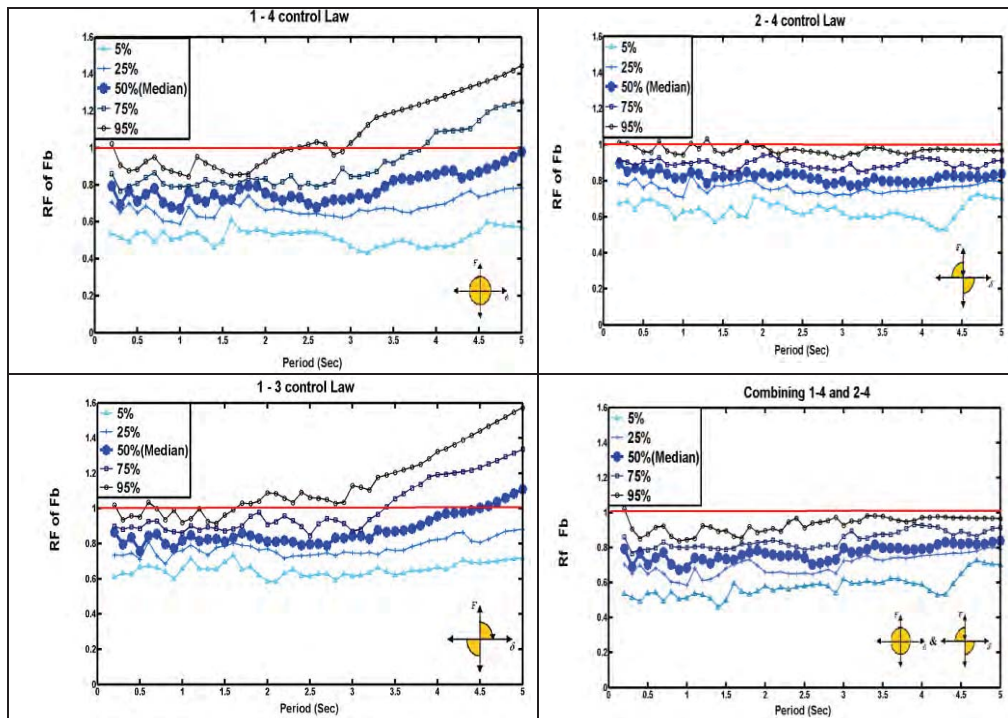 1 - 4 control Law
1.6
1.4
1.2
1
0.8
0.6
0.4
0.2
0
RF of Fb
5%
25%
50%(Median)
75%
95%
F
δ
0 0.5 1 1.5 2 2.5 3 3.5 4 4.5 5
Period (Sec)
2 - 4 control Law
1.6
1.4
1.2
1
0.8
0.6
0.4
0.2
0
RF of Fb
5%
25%
50%(Median)
75%
95%
F
δ
0 0.5 1 1.5 2 2.5 3 3.5 4 4.5 5
Period (Sec)
1 - 3 control Law
1.6
1.4
1.2
1
0.8
0.6
0.4
0.2
0
RF of Fb
5%
25%
50%(Median)
75%
95%
F
δ
0 0.5 1 1.5 2 2.5 3 3.5 4 4.5 5
Period (Sec)
Combining 1-4 and 2-4
1.6
1.4
1.2
1
0.8
0.6
0.4
0.2
0
Rf of Fb
5%
25%
50%(Median)
75%
95%
F F
δ & δ
0 0.5 1 1.5 2 2.5 3 3.5 4 4.5 5
Period (Sec)